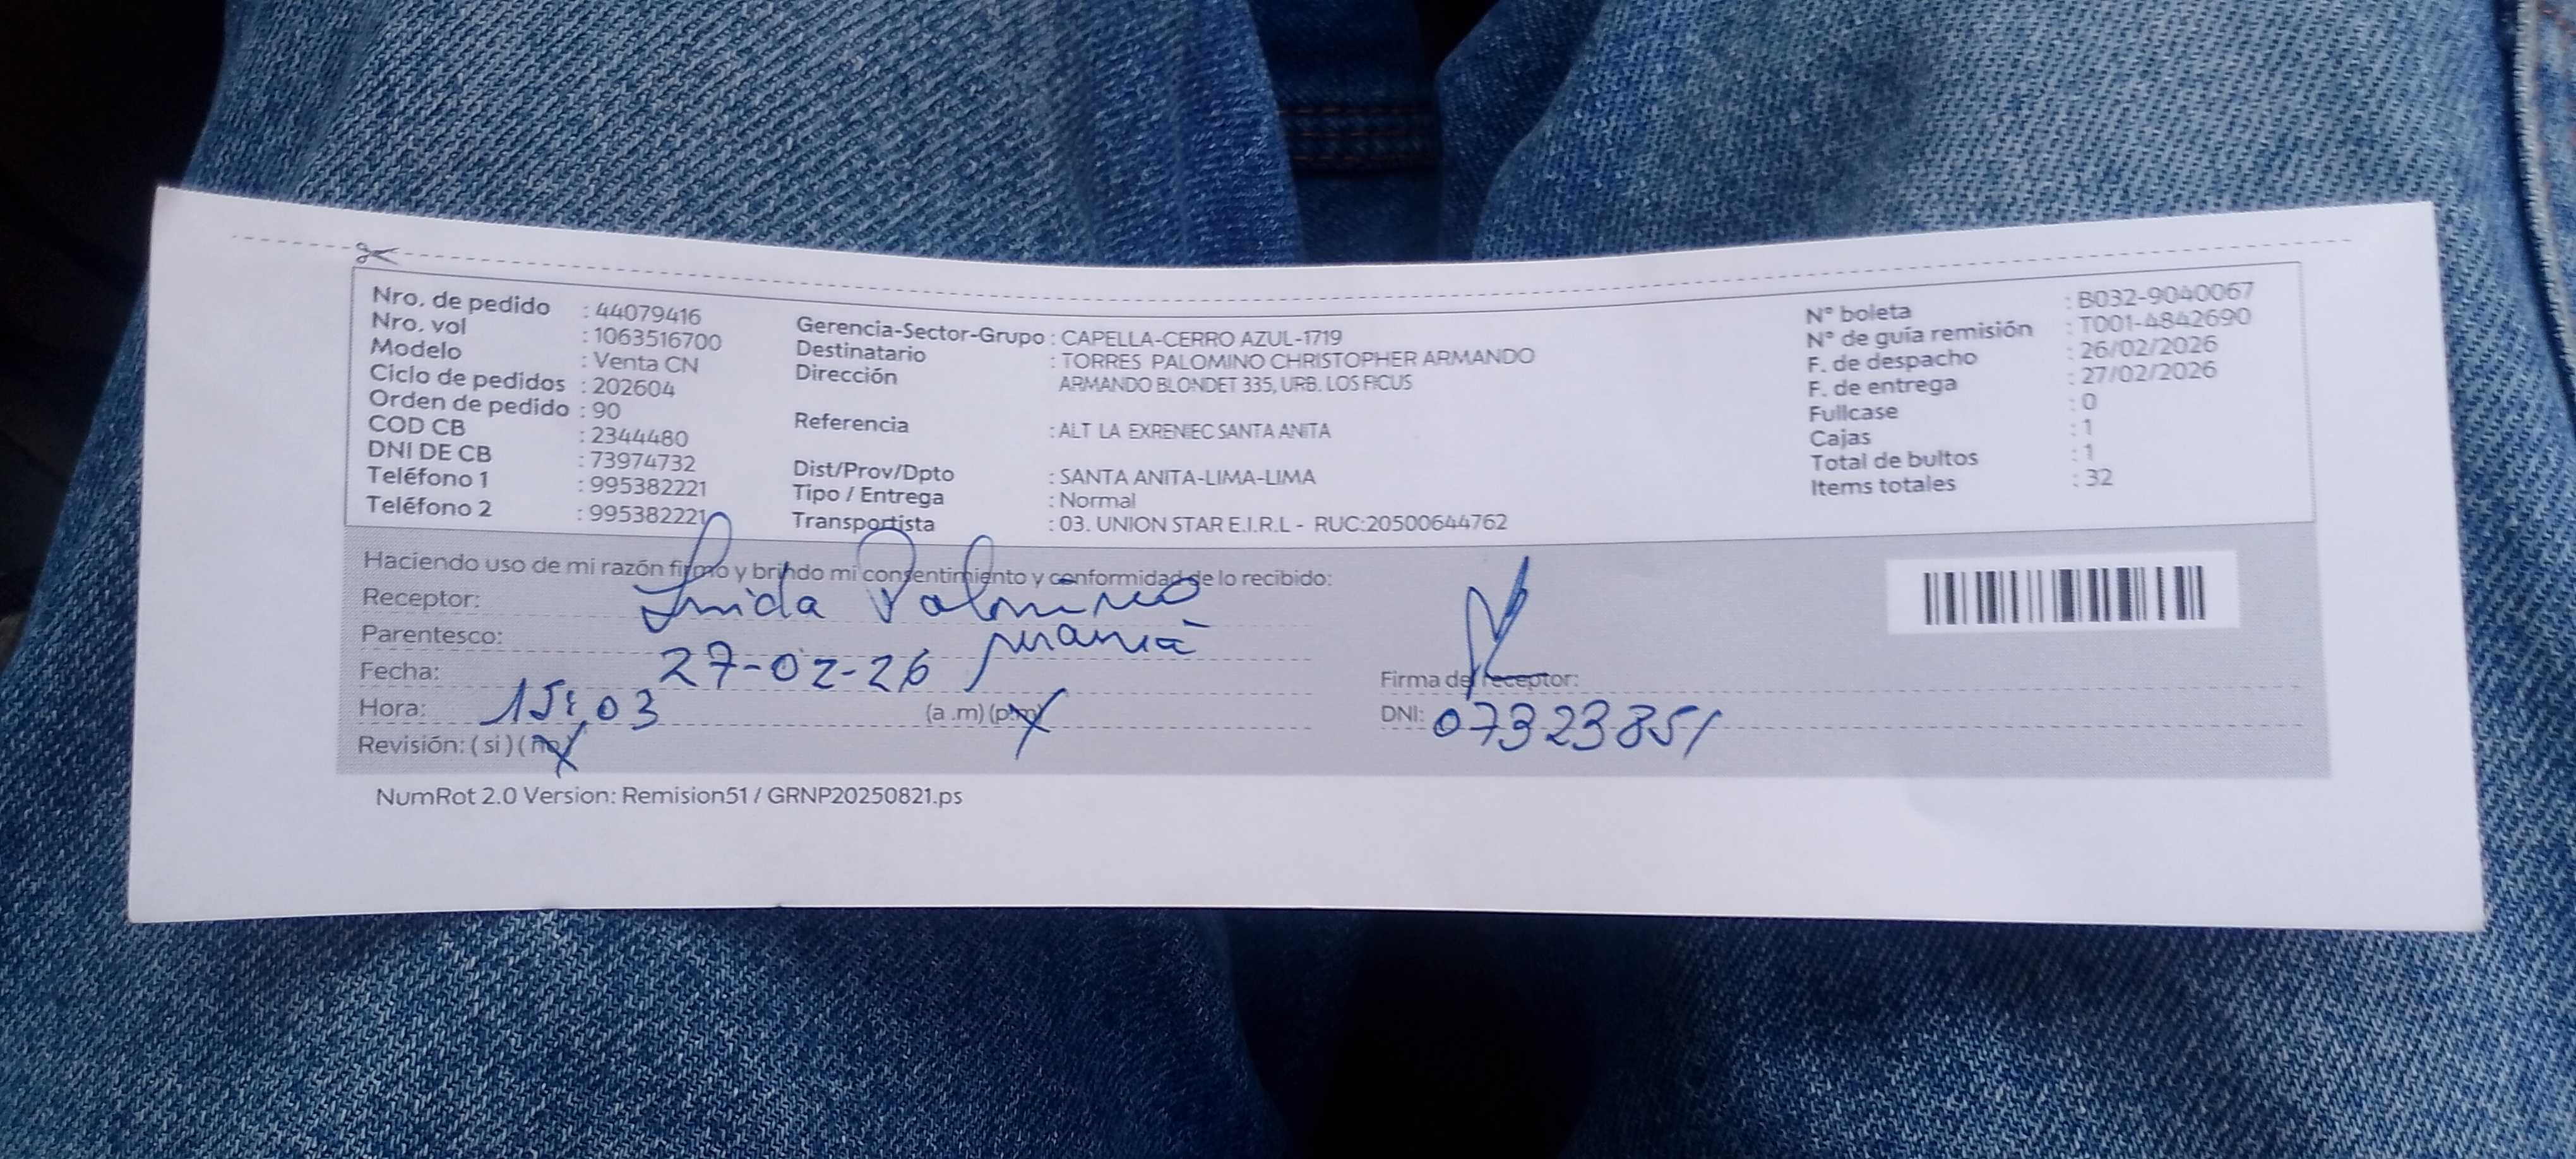 Nro. de pedido : 44079416
Nro. vol : 1063516700
Modelo : Venta CN
Ciclo de pedidos : 202604
Orden de pedido : 90
COD CB : 2344480
DNI DE CB : 73974732
Teléfono 1 : 995382221
Teléfono 2 : 995382221
Gerencia-Sector-Grupo : CAPELLA-CERRO AZUL-1719
Destinatario : TORRES PALOMINO CHRISTOPHER ARMANDO
Dirección ARMANDO BLONDET 335, URB. LOS FICUS
Referencia : ALT LA EXRENIEC SANTA ANITA
Dist/Prov/Dpto : SANTA ANITA-LIMA-LIMA
Tipo / Entrega : Normal
Transportista : 03. UNION STAR E.I.R.L - RUC:20500644762
N° boleta : B032-9040067
N° de guía remisión : T001-4842690
F. de despacho : 26/02/2026
F. de entrega : 27/02/2026
Fullcase : 0
Cajas : 1
Total de bultos : 1
Items totales : 32
Haciendo uso de mi razón firmo y brindo mi consentimiento y conformidad de lo recibido:
Receptor: Palomino
Parentesco: mamá
Fecha: 27-02-26
Hora: 15:03 (a .m) (p.m)
Revisión: ( si ) ( no )
Firma de receptor:
DNI: 07323851
NumRot 2.0 Version: Remision51 / GRNP20250821.ps